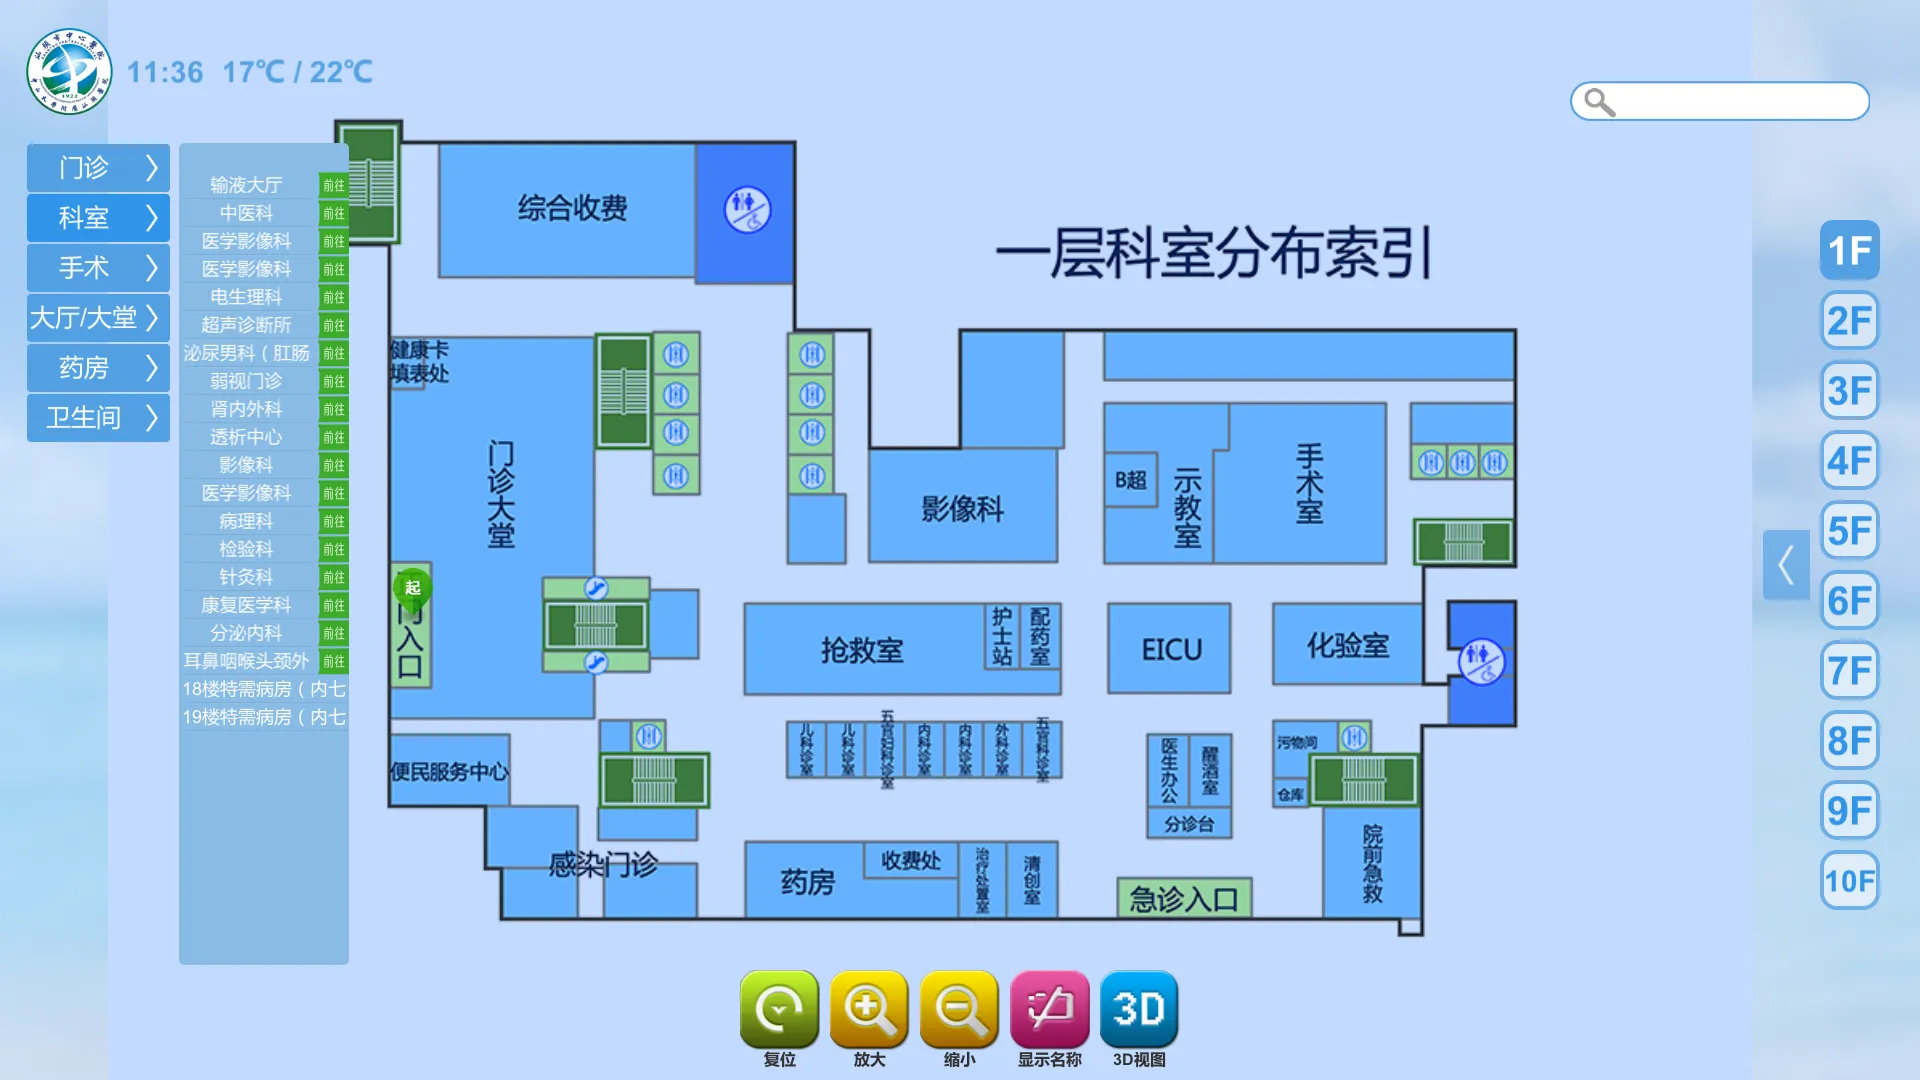 11:36 17℃ / 22℃
门诊
科室
手术
大厅/大堂
药房
卫生间
输液大厅 前往
中医科 前往
医学影像科 前往
医学影像科 前往
电生理科 前往
超声诊断所 前往
泌尿男科（肛肠 前往
弱视门诊 前往
肾内外科 前往
透析中心 前往
影像科 前往
医学影像科 前往
病理科 前往
检验科 前往
针灸科 前往
康复医学科 前往
分泌内科 前往
耳鼻咽喉头颈外 前往
18楼特需病房（内七
19楼特需病房（内七
一层科室分布索引
综合收费
健康卡
填表处
门诊大堂
起
门入口
便民服务中心
感染门诊
影像科
B超
示教室
手术室
抢救室
护士站
配药室
EICU
化验室
儿科诊室
儿科诊室
五官妇科诊室
内科诊室
内科诊室
外科诊室
五官科诊室
医生办公
醒酒室
分诊台
污物间
仓库
院前急救
药房
收费处
治疗处置室
清创室
急诊入口
1F
2F
3F
4F
5F
6F
7F
8F
9F
10F
复位
放大
缩小
显示名称
3D
3D视图